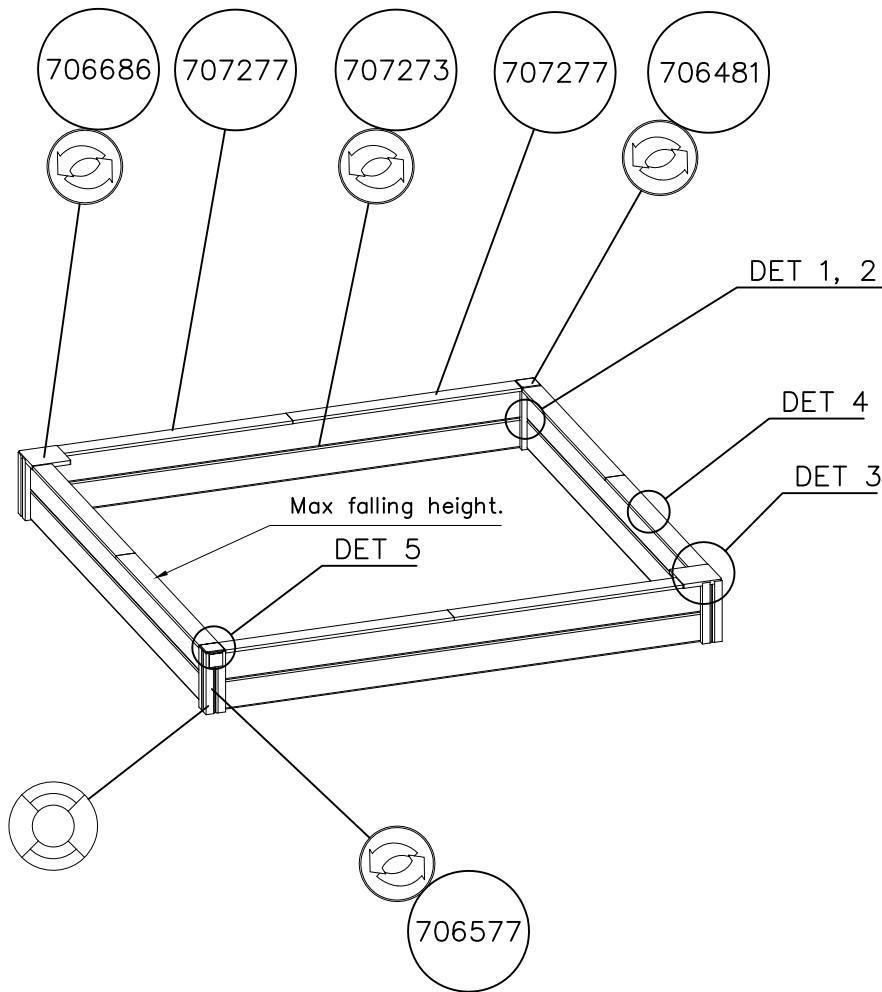 706686
707277
707273
707277
706481
DET 1, 2
DET 4
DET 3
Max falling height.
DET 5
706577